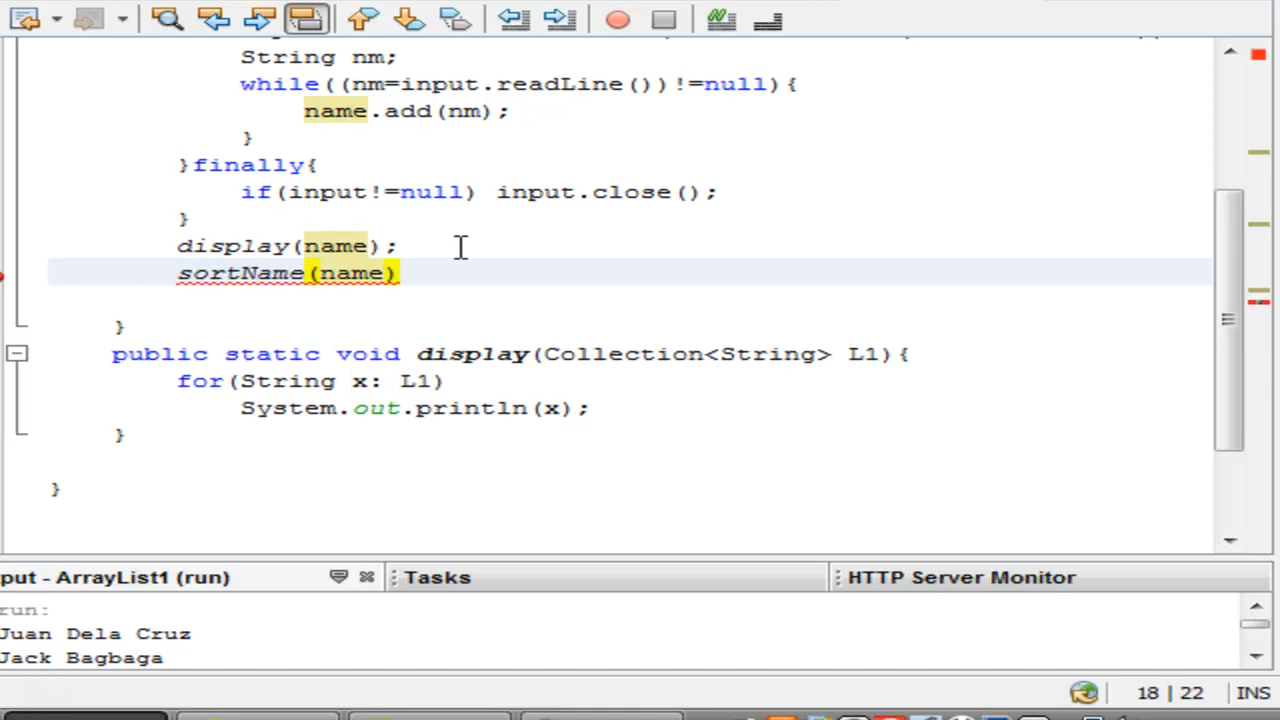 String nm;
while((nm=input.readLine())!=null){
name.add(nm);
}
}finally{
if(input!=null) input.close();
}
display(name);
sortName(name)
}
public static void display(Collection<String> L1){
for(String x: L1)
System.out.println(x);
}
}
put - ArrayList1 (run)
Tasks
HTTP Server Monitor
run:
Juan Dela Cruz
Jack Bagbaga
18 | 22
INS